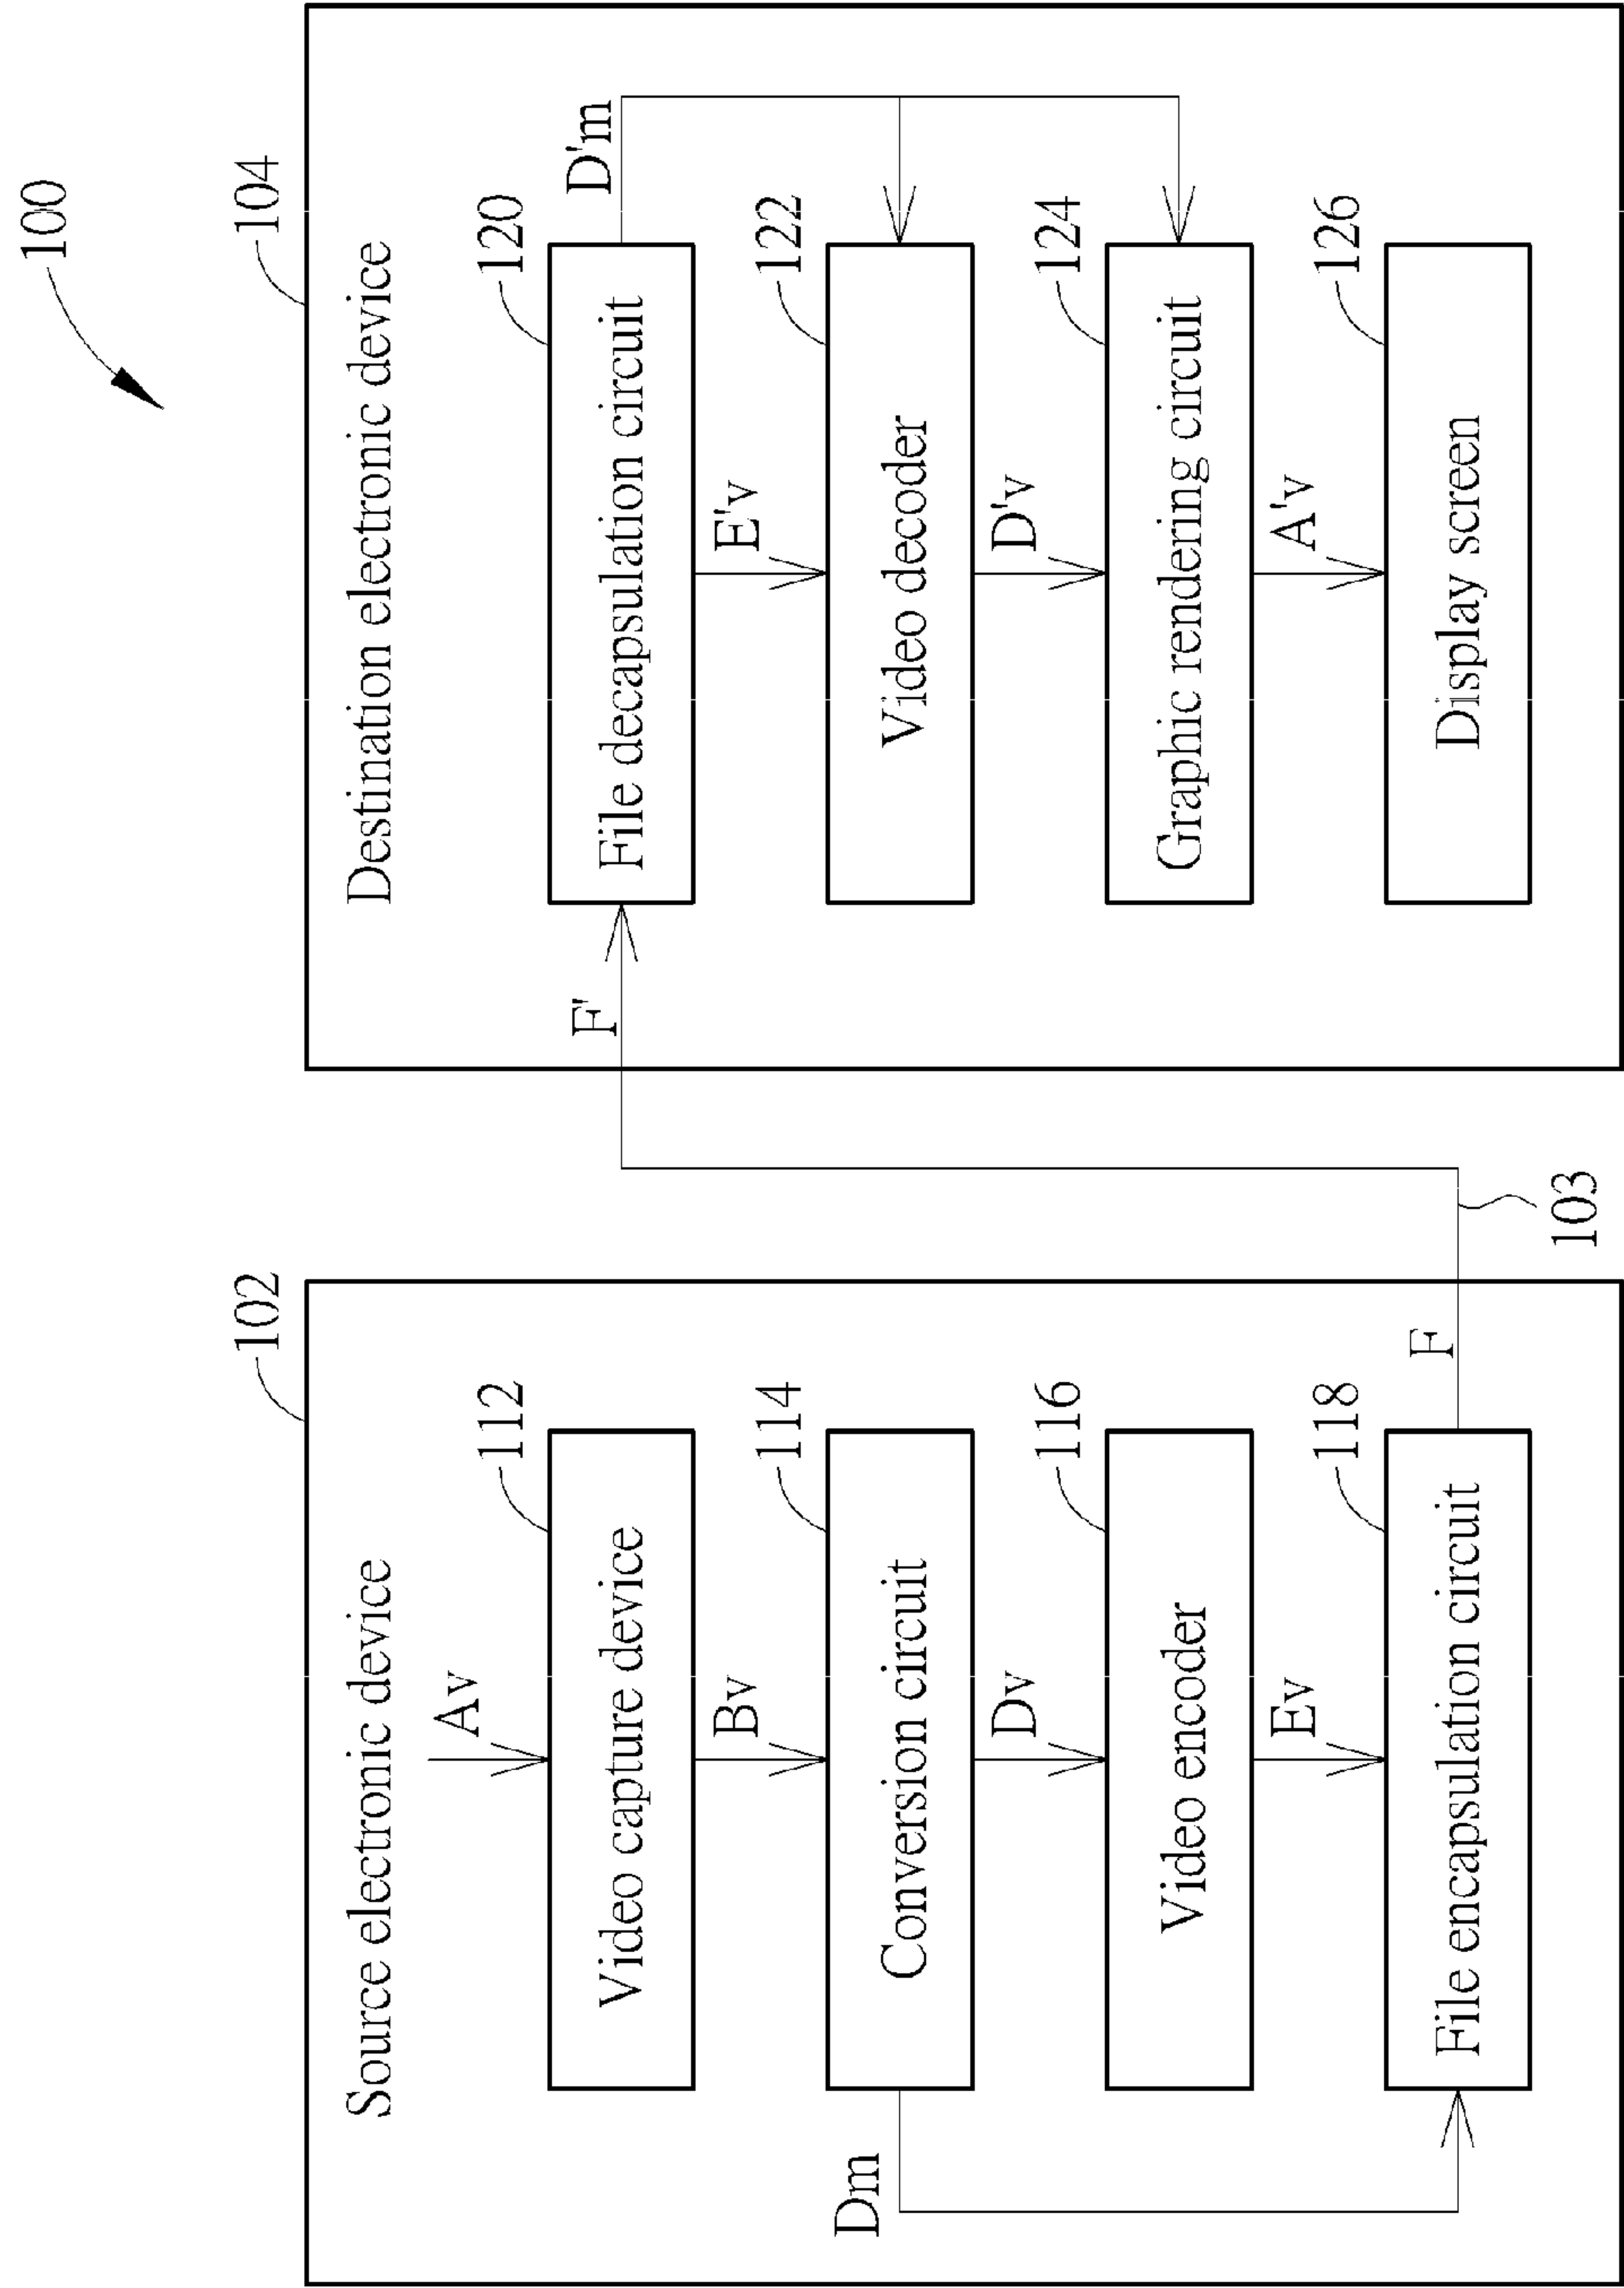 100
102
Source electronic device
Av
112
Video capture device
Bv
114
Conversion circuit
Dm
Dv
116
Video encoder
Ev
118
File encapsulation circuit
F
103
104
Destination electronic device
F'
120
File decapsulation circuit
D'm
E'v
122
Video decoder
D'v
124
Graphic rendering circuit
A'v
126
Display screen